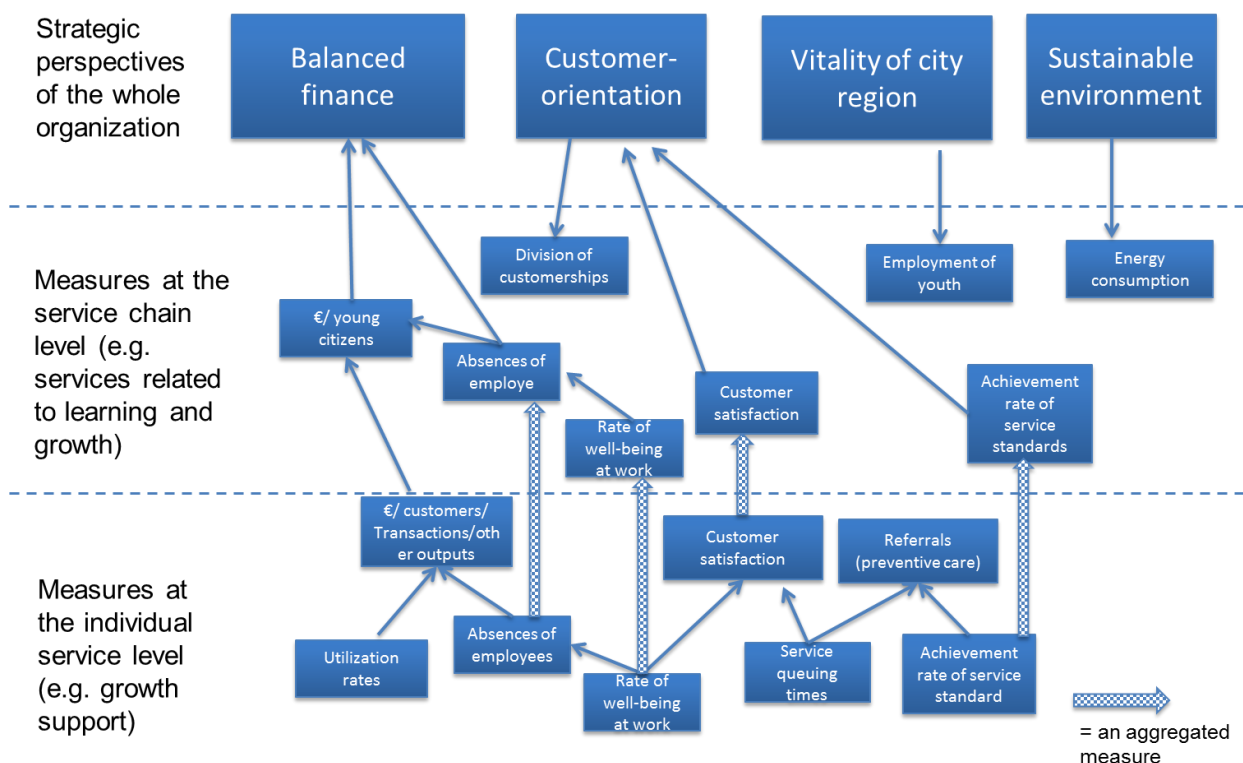 Strategic
perspectives
of the whole
organization
Balanced
finance
Customer-
orientation
Vitality of city
region
Sustainable
environment
Measures at the
service chain
level (e.g.
services related
to learning and
growth)
Division of
customerships
Employment of
youth
Energy
consumption
€/ young
citizens
Absences of
employe
Rate of
well-being
at work
Customer
satisfaction
Achievement
rate of
service
standards
Measures at
the individual
service level
(e.g. growth
support)
€/ customers/
Transactions/oth
er outputs
Customer
satisfaction
Referrals
(preventive care)
Utilization
rates
Absences of
employees
Rate of
well-being
at work
Service
queuing
times
Achievement
rate of service
standard
= an aggregated
measure